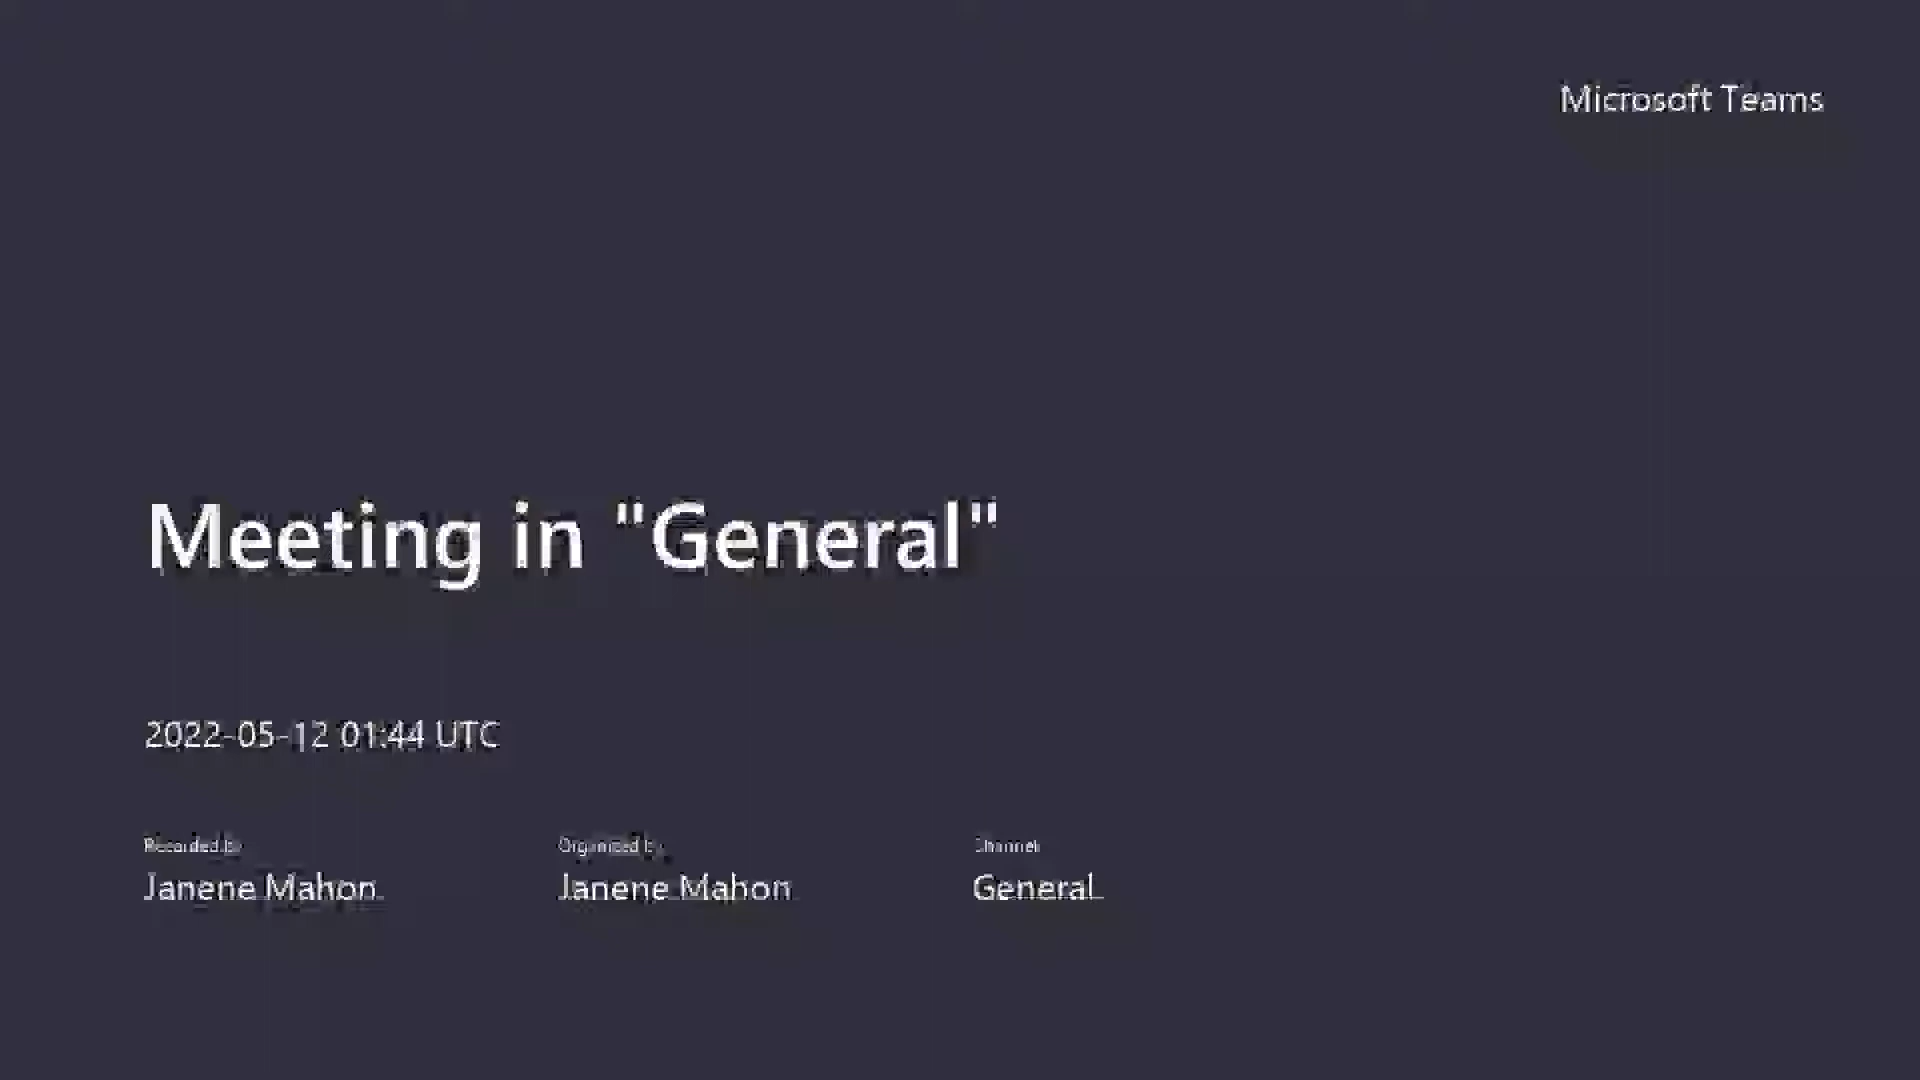 Microsoft Teams
Meeting in "General"
2022-05-12 01:44 UTC
Recorded by
Organized by
Channel
Janene Mahon
Janene Mahon
General